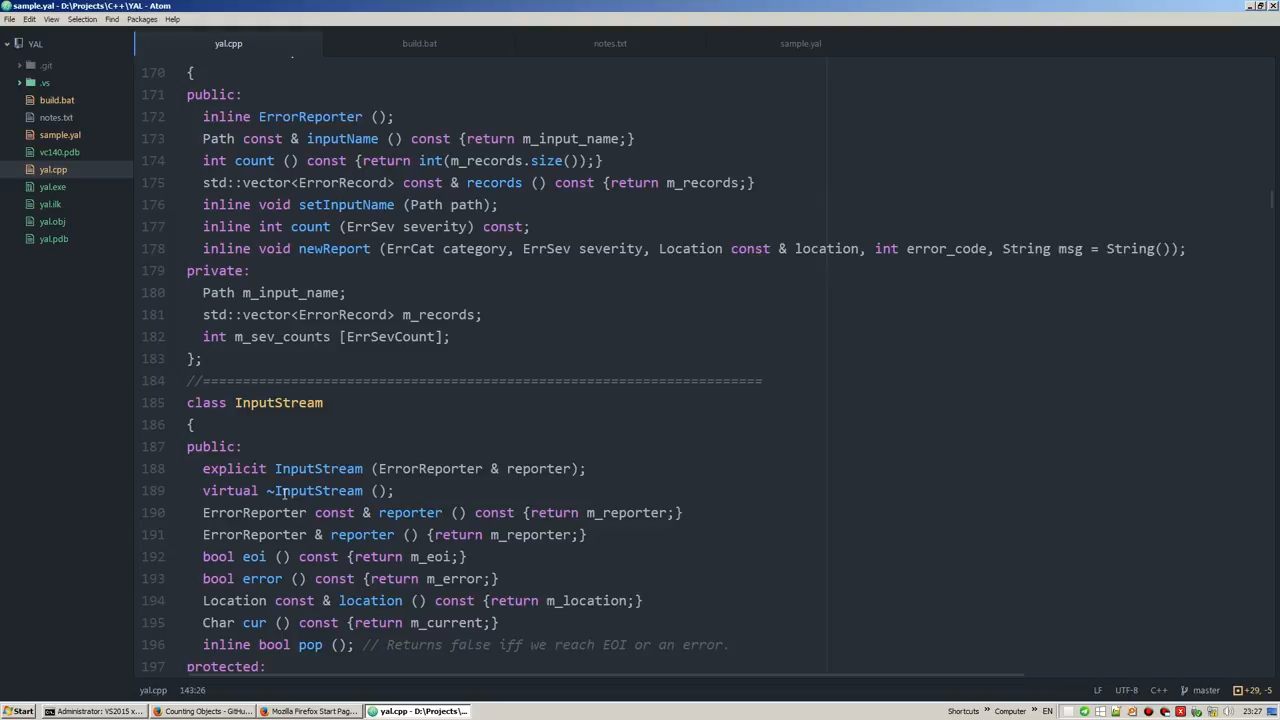 sample.yal - D:\Projects\C++\YAL - Atom
File Edit View Selection Find Packages Help
YAL
.git
.vs
build.bat
notes.txt
sample.yal
vc140.pdb
yal.cpp
yal.exe
yal.ilk
yal.obj
yal.pdb
yal.cpp build.bat notes.txt sample.yal
170 {
171 public:
172 inline ErrorReporter ();
173 Path const & inputName () const {return m_input_name;}
174 int count () const {return int(m_records.size());}
175 std::vector<ErrorRecord> const & records () const {return m_records;}
176 inline void setInputName (Path path);
177 inline int count (ErrSev severity) const;
178 inline void newReport (ErrCat category, ErrSev severity, Location const & location, int error_code, String msg = String());
179 private:
180 Path m_input_name;
181 std::vector<ErrorRecord> m_records;
182 int m_sev_counts [ErrSevCount];
183 };
184 //======================================================================
185 class InputStream
186 {
187 public:
188 explicit InputStream (ErrorReporter & reporter);
189 virtual ~InputStream ();
190 ErrorReporter const & reporter () const {return m_reporter;}
191 ErrorReporter & reporter () {return m_reporter;}
192 bool eoi () const {return m_eoi;}
193 bool error () const {return m_error;}
194 Location const & location () const {return m_location;}
195 Char cur () const {return m_current;}
196 inline bool pop (); // Returns false iff we reach EOI or an error.
197 protected:
yal.cpp 143:26 LF UTF-8 C++ master +29, -5
Start Administrator: VS2015 x... Counting Objects - GitHu... Mozilla Firefox Start Pag... yal.cpp - D:\Projects\... Shortcuts » Computer » EN 23:27